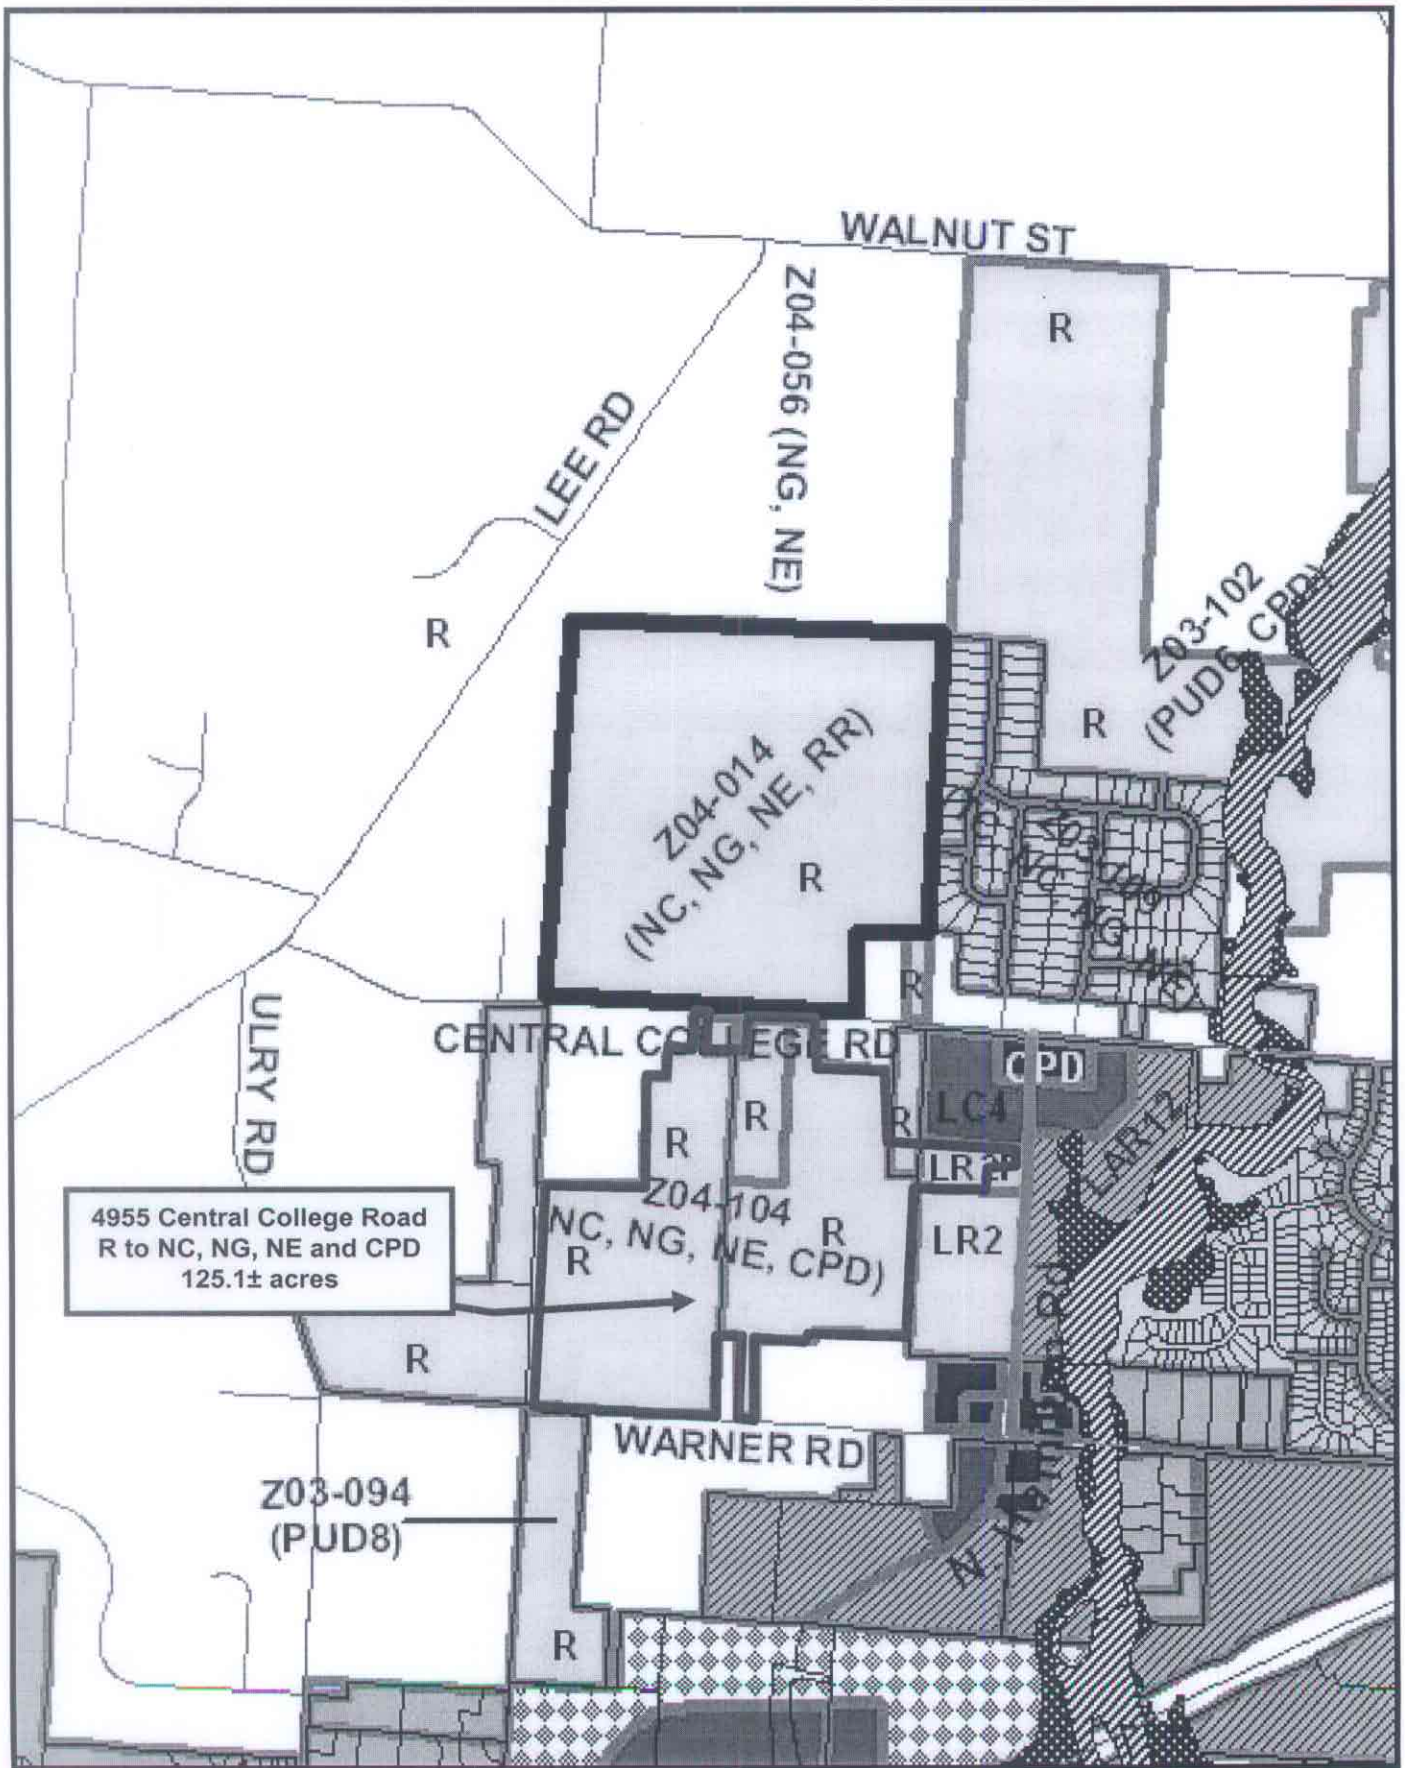 WALNUT ST
Z04-056 (NG, NE)
R
LEE RD
R
Z03-102
(PUD6, CPD)
R
Z04-014
(NC, NG, NE, RR)
R
R
ULRY RD
CENTRAL COLLEGE RD
CPD
LC4
R
R
R
LAR12
LR2P
4955 Central College Road
R to NC, NG, NE and CPD
125.1± acres
Z04-104
NC, NG, NE, CPD)
R
R
LR2
R
WARNER RD
Z03-094
(PUD8)
R